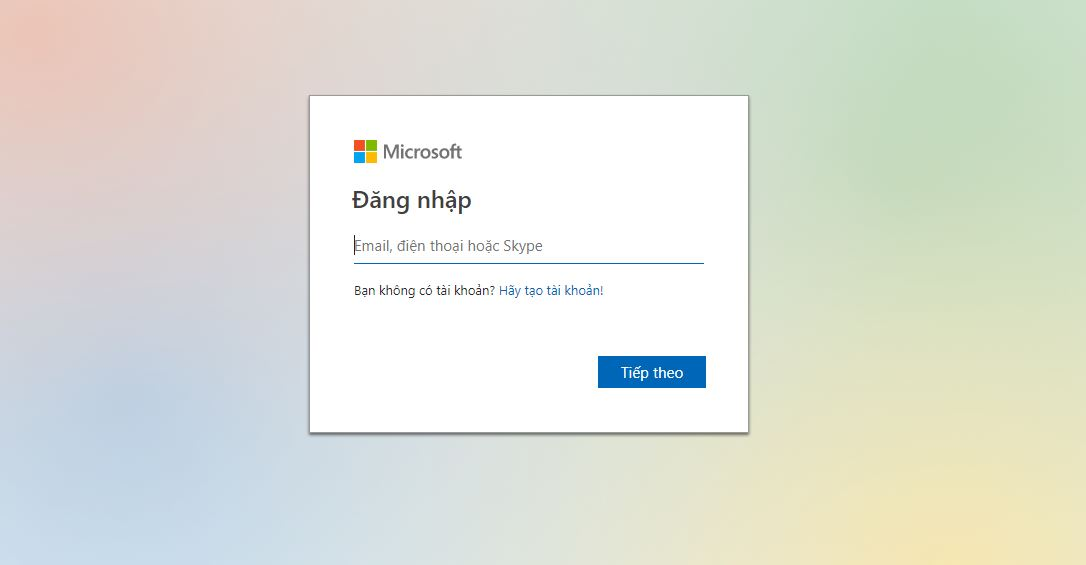 Microsoft
Đăng nhập
Email, điện thoại hoặc Skype
Bạn không có tài khoản? Hãy tạo tài khoản!
Tiếp theo